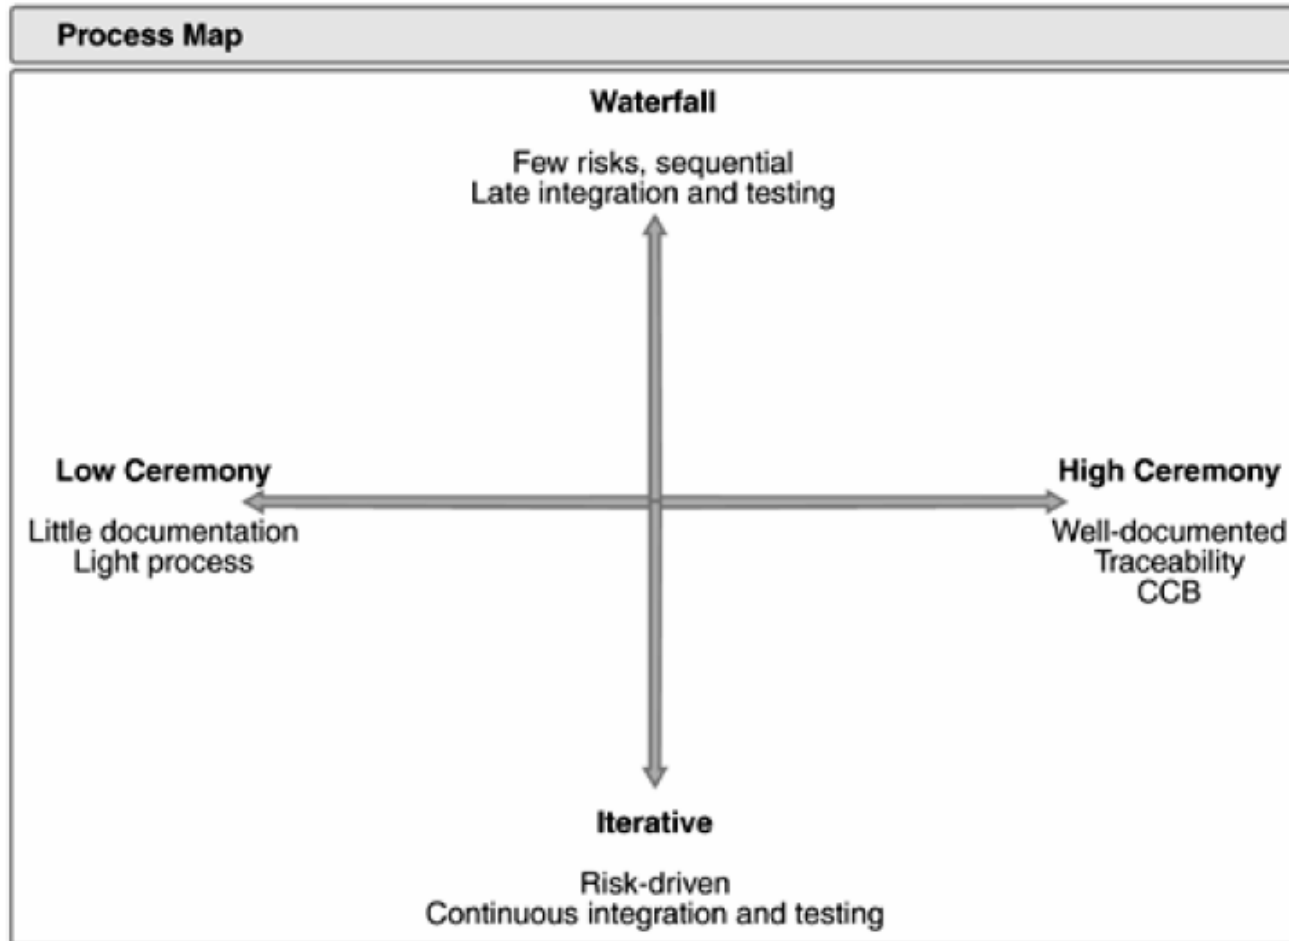 Process Map
Waterfall
Few risks, sequential
Late integration and testing
Low Ceremony
Little documentation
Light process
High Ceremony
Well-documented
Traceability
CCB
Iterative
Risk-driven
Continuous integration and testing